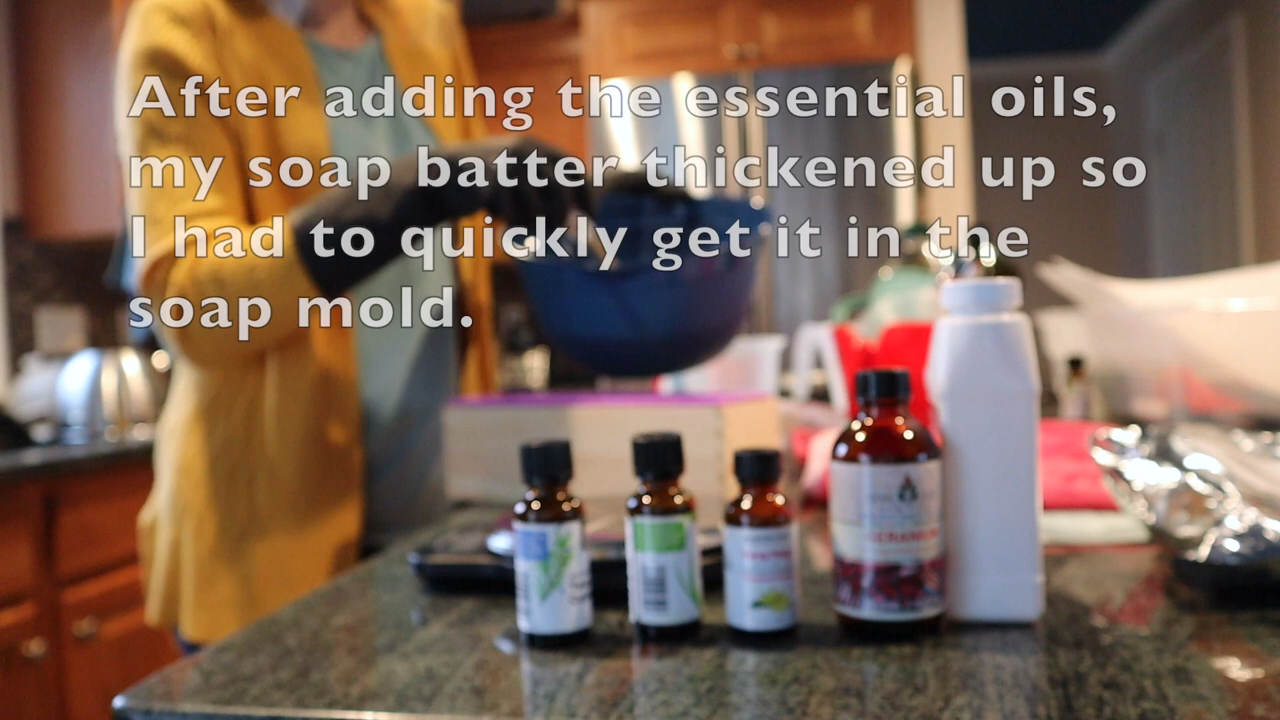 After adding the essential oils,
my soap batter thickened up so
I had to quickly get it in the
soap mold.